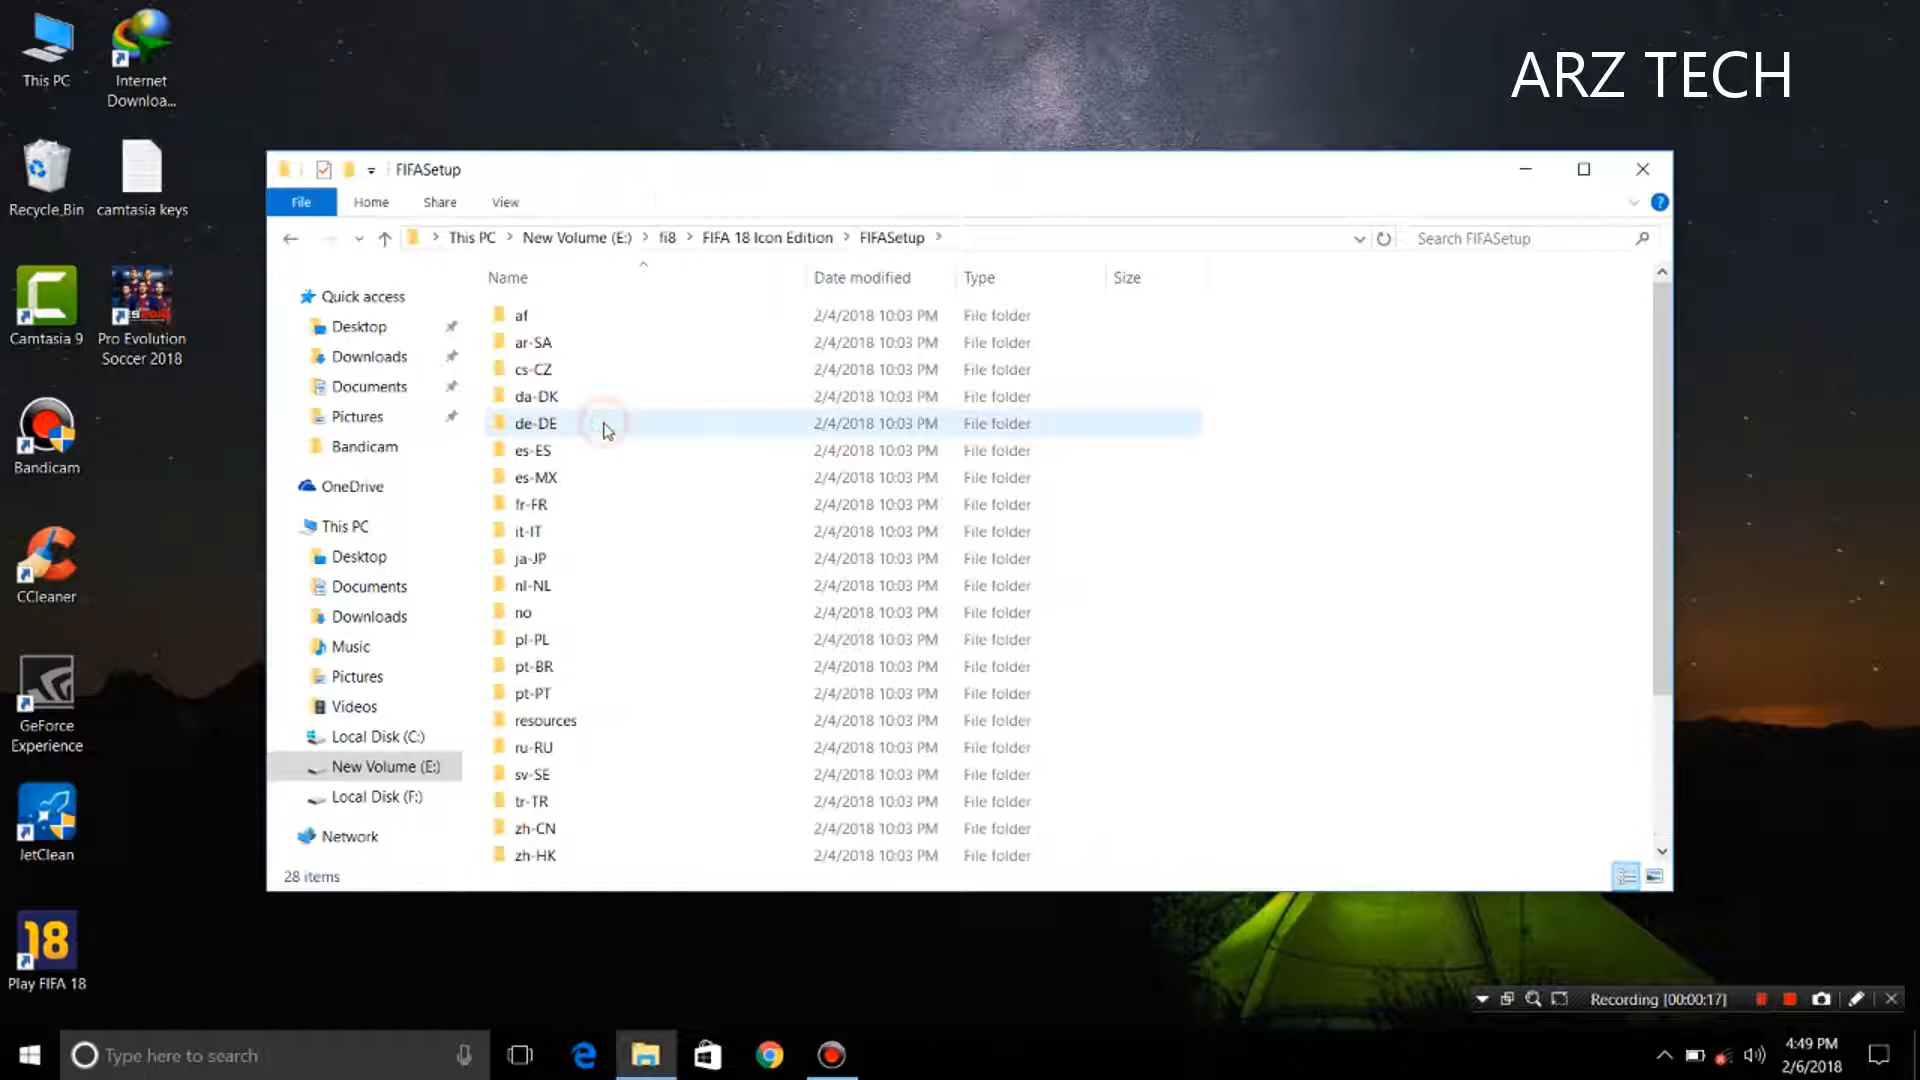 This PC
Internet
Downloa...
ARZ TECH
Recycle Bin
camtasia keys
Camtasia 9
Pro Evolution
Soccer 2018
Bandicam
CCleaner
GeForce
Experience
JetClean
18
Play FIFA 18
FIFASetup
File
Home
Share
View
This PC
New Volume (E:)
fi8
FIFA 18 Icon Edition
FIFASetup
Search FIFASetup
Name
Date modified
Type
Size
Quick access
Desktop
Downloads
Documents
Pictures
Bandicam
OneDrive
This PC
Desktop
Documents
Downloads
Music
Pictures
Videos
Local Disk (C:)
New Volume (E:)
Local Disk (F:)
Network
af 2/4/2018 10:03 PM File folder
ar-SA 2/4/2018 10:03 PM File folder
cs-CZ 2/4/2018 10:03 PM File folder
da-DK 2/4/2018 10:03 PM File folder
de-DE 2/4/2018 10:03 PM File folder
es-ES 2/4/2018 10:03 PM File folder
es-MX 2/4/2018 10:03 PM File folder
fr-FR 2/4/2018 10:03 PM File folder
it-IT 2/4/2018 10:03 PM File folder
ja-JP 2/4/2018 10:03 PM File folder
nl-NL 2/4/2018 10:03 PM File folder
no 2/4/2018 10:03 PM File folder
pl-PL 2/4/2018 10:03 PM File folder
pt-BR 2/4/2018 10:03 PM File folder
pt-PT 2/4/2018 10:03 PM File folder
resources 2/4/2018 10:03 PM File folder
ru-RU 2/4/2018 10:03 PM File folder
sv-SE 2/4/2018 10:03 PM File folder
tr-TR 2/4/2018 10:03 PM File folder
zh-CN 2/4/2018 10:03 PM File folder
zh-HK 2/4/2018 10:03 PM File folder
28 items
Recording [00:00:17]
Type here to search
4:49 PM
2/6/2018